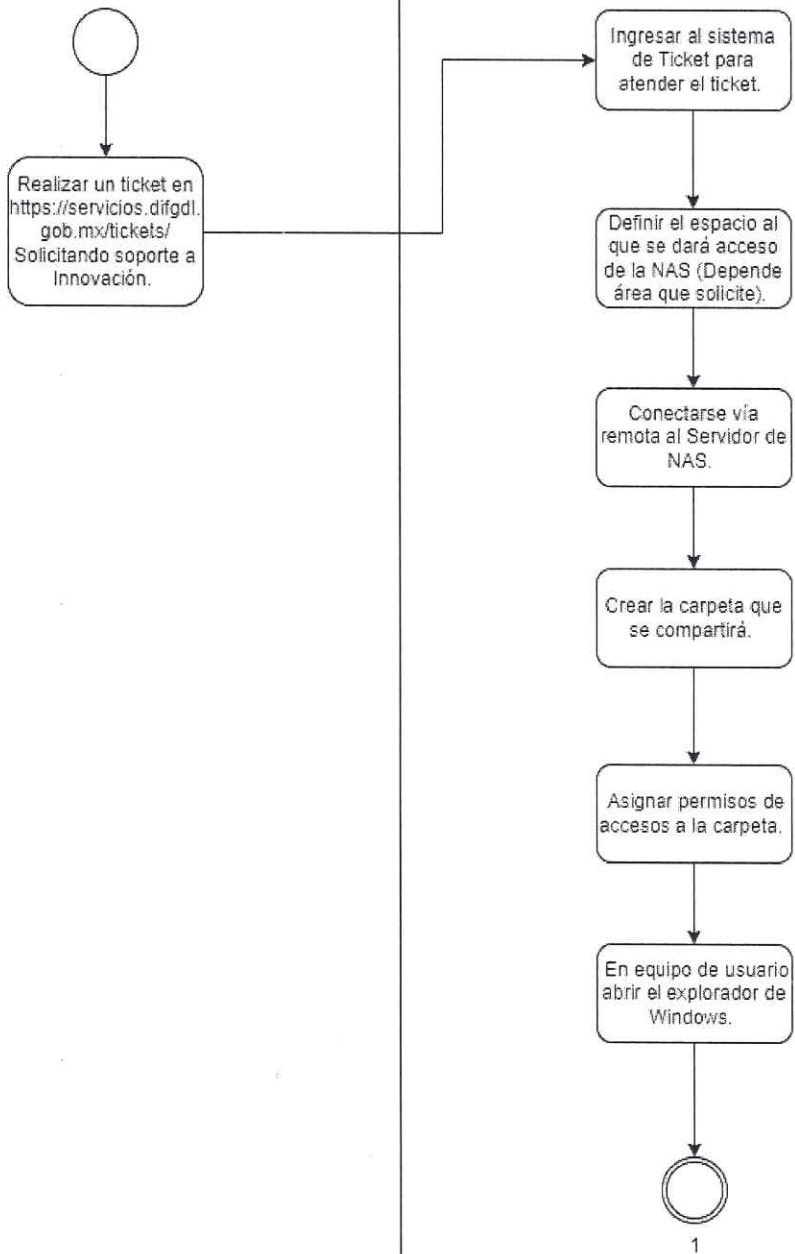 Realizar un ticket en
https://servicios.difgdl.
gob.mx/tickets/
Solicitando soporte a
Innovación.
Ingresar al sistema
de Ticket para
atender el ticket.
Definir el espacio al
que se dará acceso
de la NAS (Depende
área que solicite).
Conectarse vía
remota al Servidor de
NAS.
Crear la carpeta que
se compartirá.
Asignar permisos de
accesos a la carpeta.
En equipo de usuario
abrir el explorador de
Windows.
1